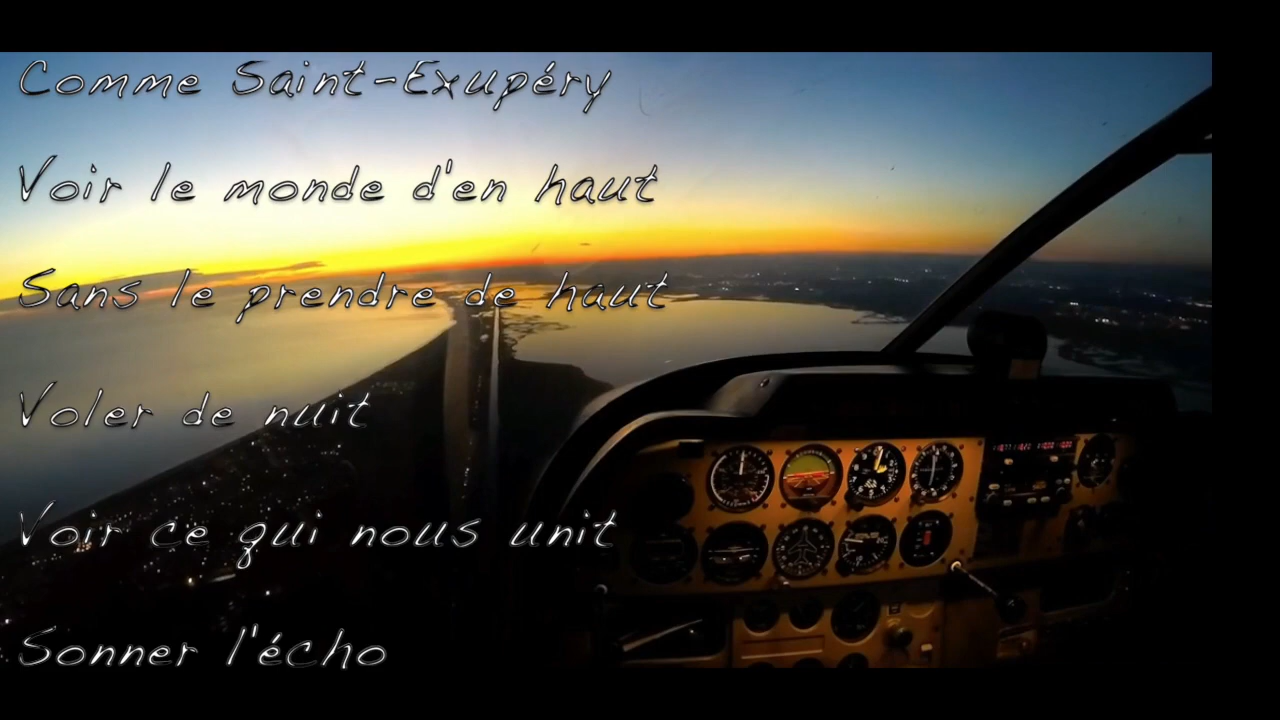 Comme Saint-Exupéry
Voir le monde d'en haut
Sans le prendre de haut
Voler de nuit
Voir ce qui nous unit
Sonner l'écho